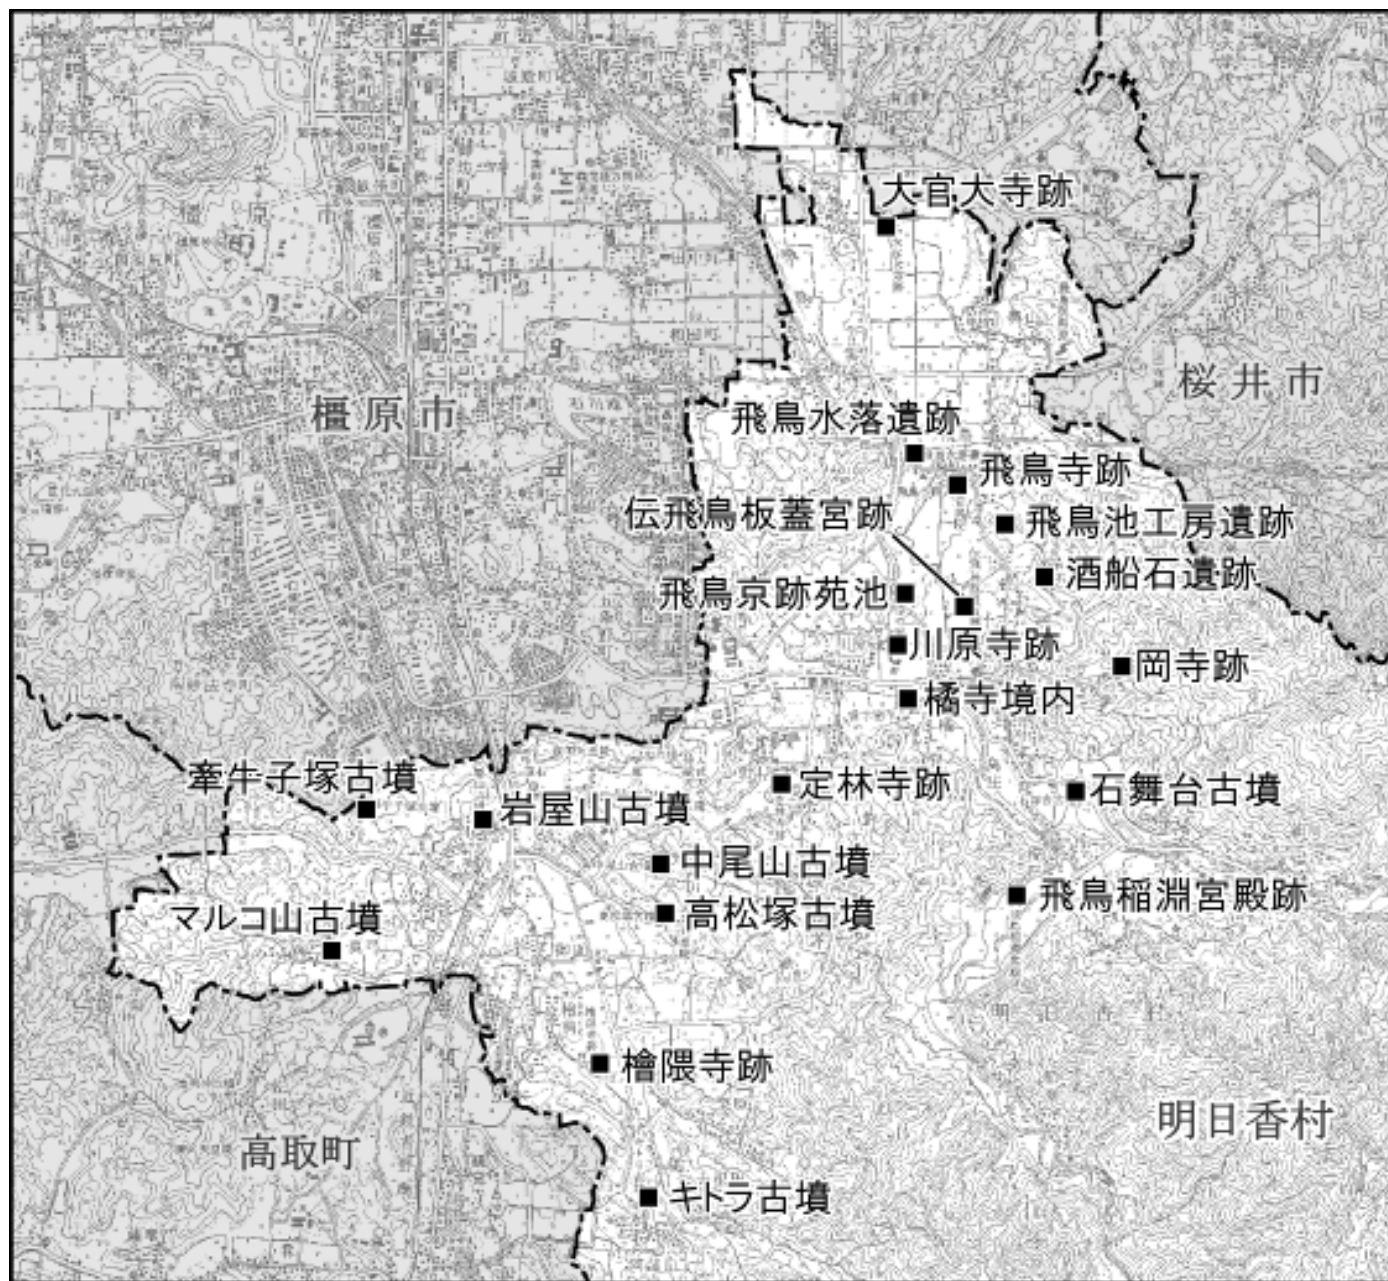 大官大寺跡
桜井市
橿原市
飛鳥水落遺跡
飛鳥寺跡
伝飛鳥板蓋宮跡
飛鳥池工房遺跡
酒船石遺跡
飛鳥京跡苑池
川原寺跡
岡寺跡
橘寺境内
牽牛子塚古墳
定林寺跡
石舞台古墳
岩屋山古墳
中尾山古墳
飛鳥稲淵宮殿跡
マルコ山古墳
高松塚古墳
檜隈寺跡
明日香村
高取町
キトラ古墳